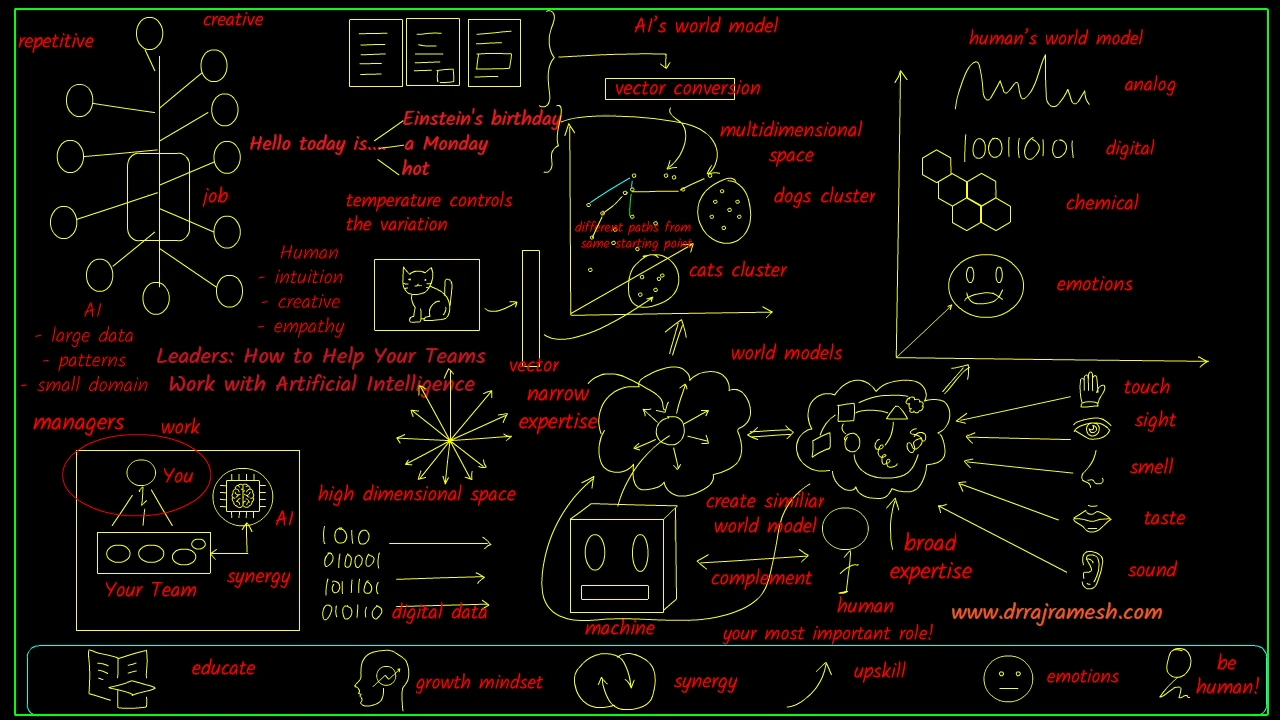 creative
repetitive
job
AI
- large data
- patterns
- small domain
Human
- intuition
- creative
- empathy
Hello today is....
Einstein's birthday
a Monday
hot
temperature controls
the variation
Leaders: How to Help Your Teams
Work with Artificial Intelligence
AI's world model
vector conversion
multidimensional
space
dogs cluster
different paths from
same starting point
cats cluster
vector
human's world model
analog
100110101
digital
chemical
emotions
world models
narrow
expertise
managers
work
You
AI
Your Team
synergy
high dimensional space
1010
010001
1011101
010110
digital data
create similiar
world model
complement
machine
human
your most important role!
broad
expertise
touch
sight
smell
taste
sound
www.drrajramesh.com
educate
growth mindset
synergy
upskill
emotions
be
human!